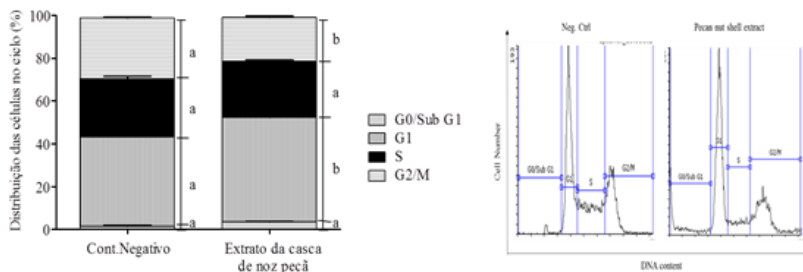 Distribuição das células no ciclo (%)
100
80
60
40
20
0
a
a
a
a
b
a
b
a
Cont.Negativo
Extrato da casca
de noz pecã
G0/Sub G1
G1
S
G2/M
Neg. Ctrl
Pecan nut shell extract
193
Cell Number
G0/Sub G1
G1
S
G2/M
G0/Sub G1
G1
S
G2/M
DNA content